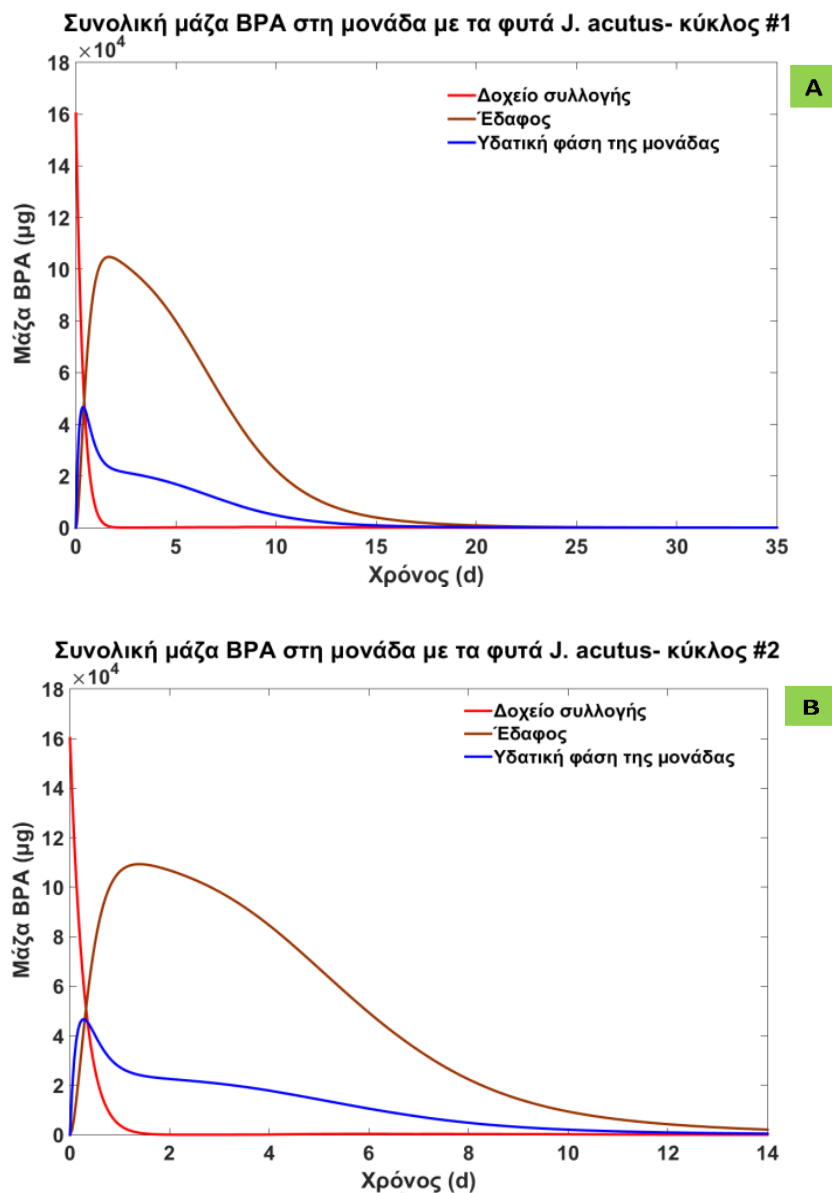 Συνολική μάζα BPA στη μονάδα με τα φυτά J. acutus- κύκλος #1
×10⁴
A
18
16
14
12
10
8
6
4
2
0
Μάζα BPA (μg)
Δοχείο συλλογής
Έδαφος
Υδατική φάση της μονάδας
0 5 10 15 20 25 30 35
Χρόνος (d)
Συνολική μάζα BPA στη μονάδα με τα φυτά J. acutus- κύκλος #2
×10⁴
B
18
16
14
12
10
8
6
4
2
0
Μάζα BPA (μg)
Δοχείο συλλογής
Έδαφος
Υδατική φάση της μονάδας
0 2 4 6 8 10 12 14
Χρόνος (d)